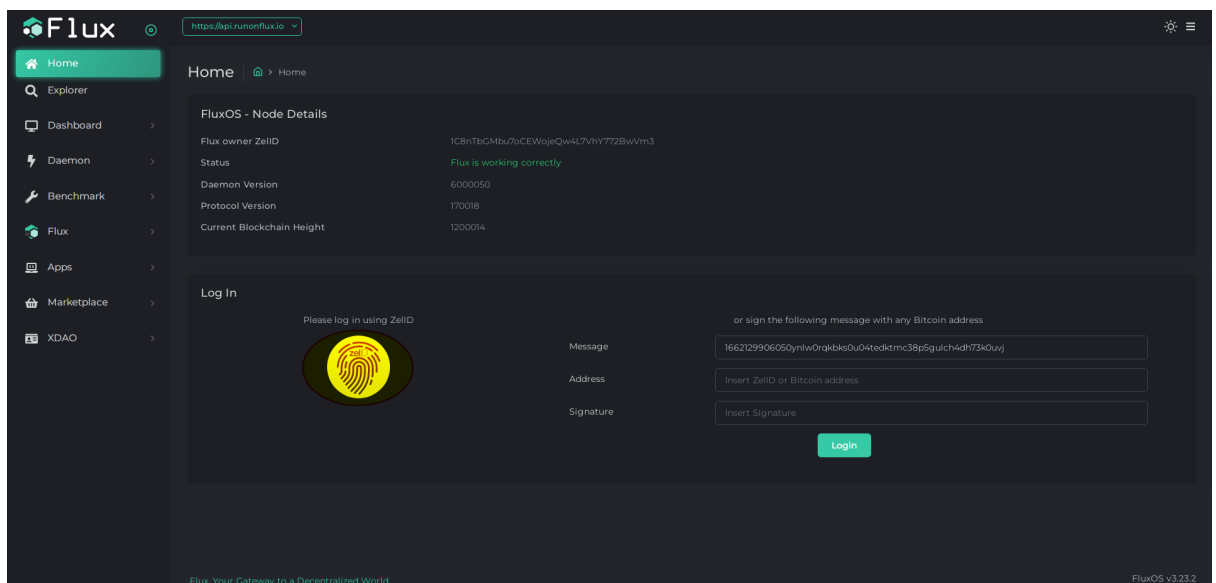 Flux
https://api.runonflux.io
Home
Explorer
Dashboard
Daemon
Benchmark
Flux
Apps
Marketplace
XDAO
Home
Home
FluxOS - Node Details
Flux owner ZelID 1C8nTbGMbu7oCEWojeQw4L7VhY772BwVm3
Status Flux is working correctly
Daemon Version 6000050
Protocol Version 170018
Current Blockchain Height 1200014
Log In
Please log in using ZelID
zelID
or sign the following message with any Bitcoin address
Message 1662129906050ynlw0rqkbks0u04tedktmc38p5gulch4dh73k0uvj
Address Insert ZelID or Bitcoin address
Signature Insert Signature
Login
Flux, Your Gateway to a Decentralized World
FluxOS v3.23.2